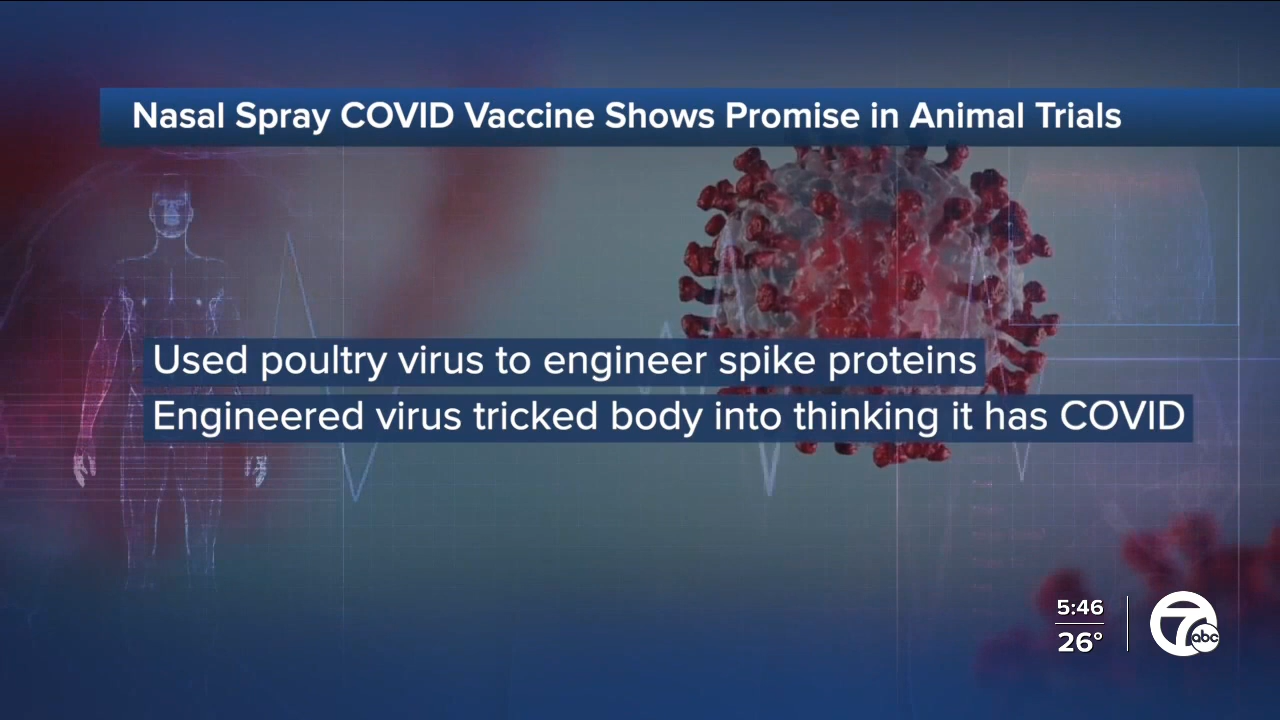 Nasal Spray COVID Vaccine Shows Promise in Animal Trials
Used poultry virus to engineer spike proteins
Engineered virus tricked body into thinking it has COVID
5:46
26°
7 abc